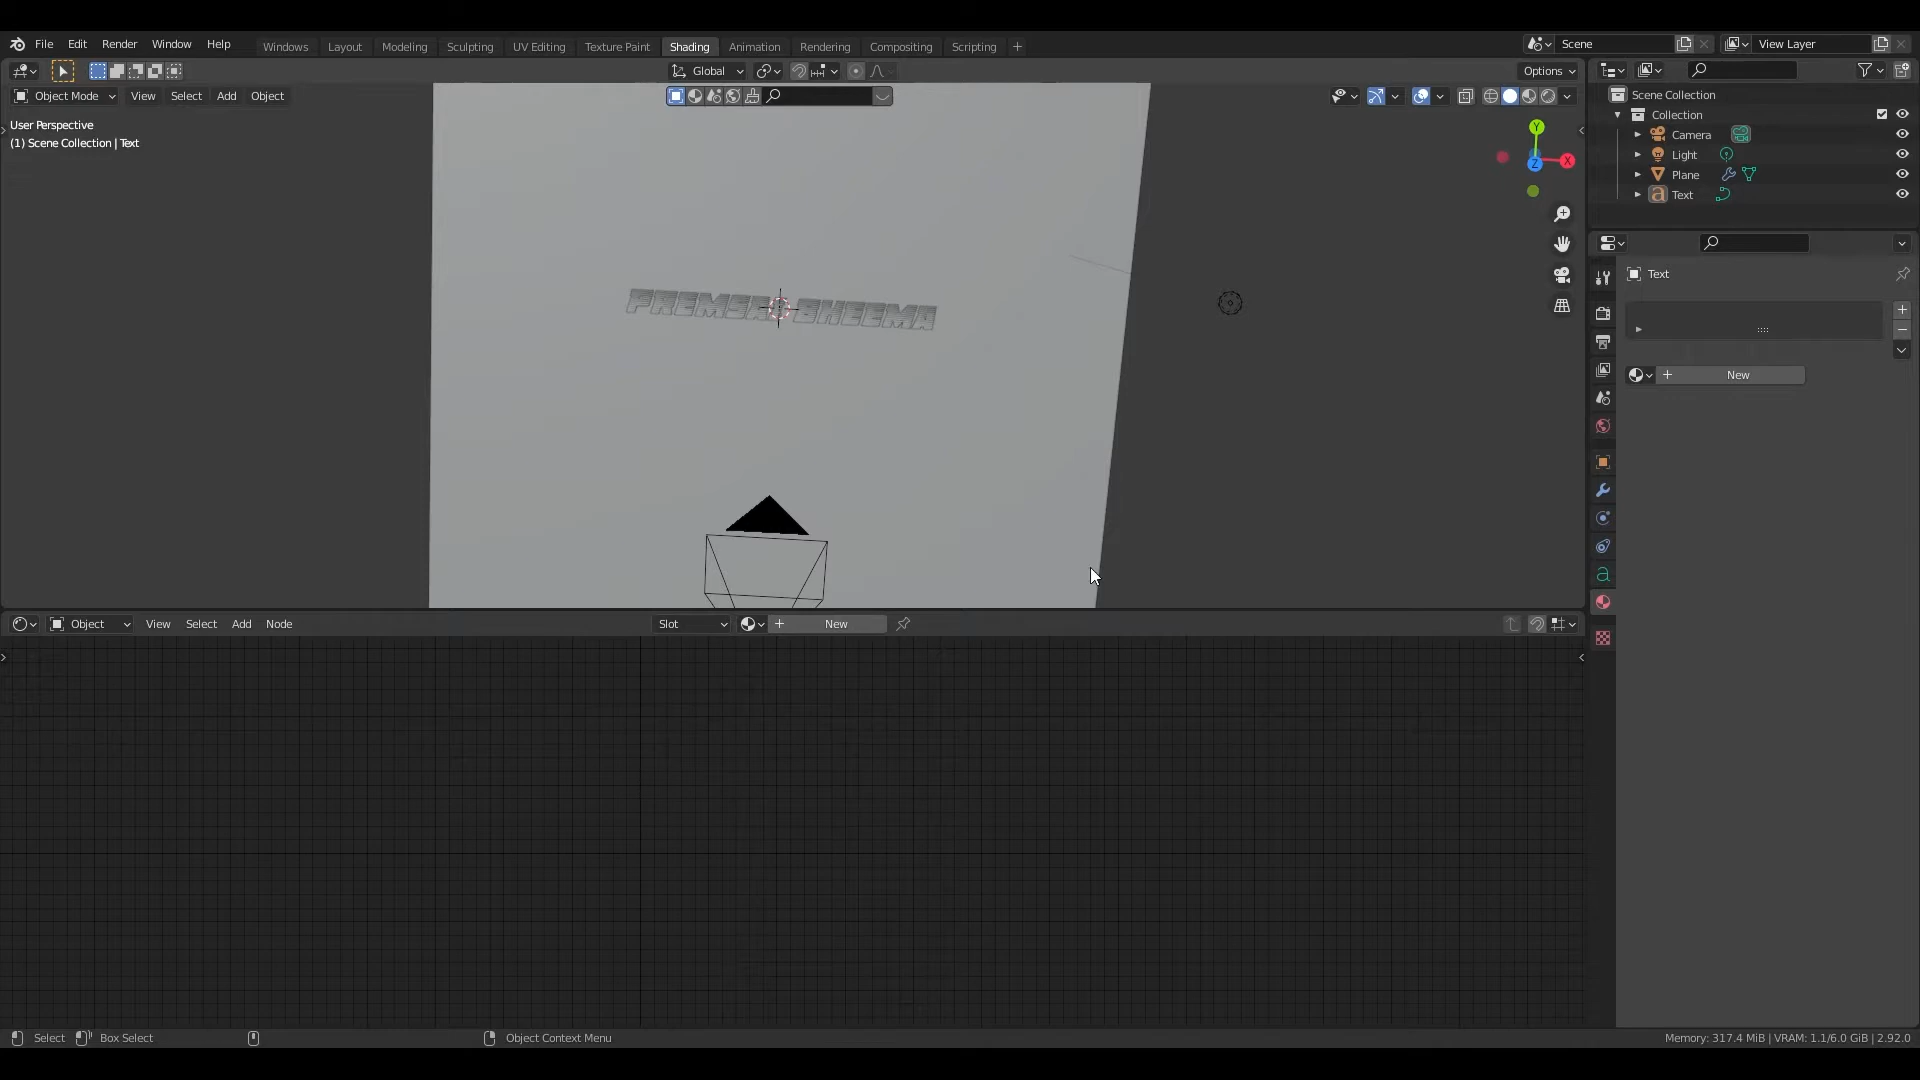 File Edit Render Window Help Windows Layout Modeling Sculpting UV Editing Texture Paint Shading Animation Rendering Compositing Scripting + Scene View Layer
Global Options
Object Mode View Select Add Object
User Perspective
(1) Scene Collection | Text
Y
X
Z
PREMSAI BHEEMA
Scene Collection
Collection
Camera
Light
Plane
Text
Text
New
Object View Select Add Node Slot New
Select Box Select Object Context Menu Memory: 317.4 MiB | VRAM: 1.1/6.0 GiB | 2.92.0